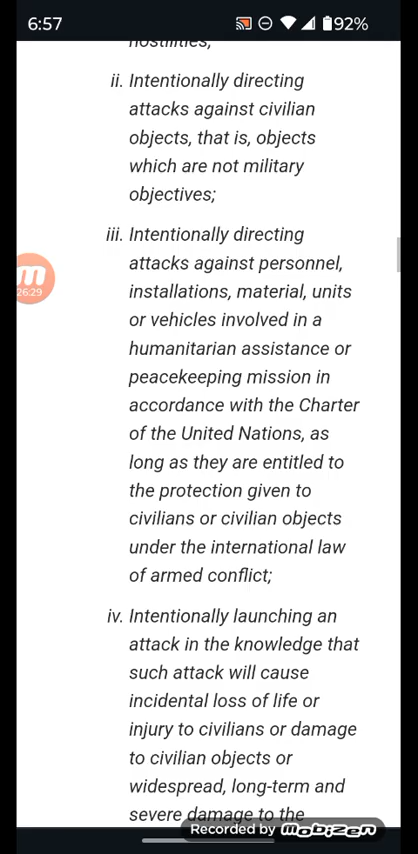 6:57
92%
hostilities;
ii. Intentionally directing
attacks against civilian
objects, that is, objects
which are not military
objectives;
iii. Intentionally directing
attacks against personnel,
installations, material, units
or vehicles involved in a
humanitarian assistance or
peacekeeping mission in
accordance with the Charter
of the United Nations, as
long as they are entitled to
the protection given to
civilians or civilian objects
under the international law
of armed conflict;
iv. Intentionally launching an
attack in the knowledge that
such attack will cause
incidental loss of life or
injury to civilians or damage
to civilian objects or
widespread, long-term and
severe damage to the
m
26:29
Recorded by mobizen